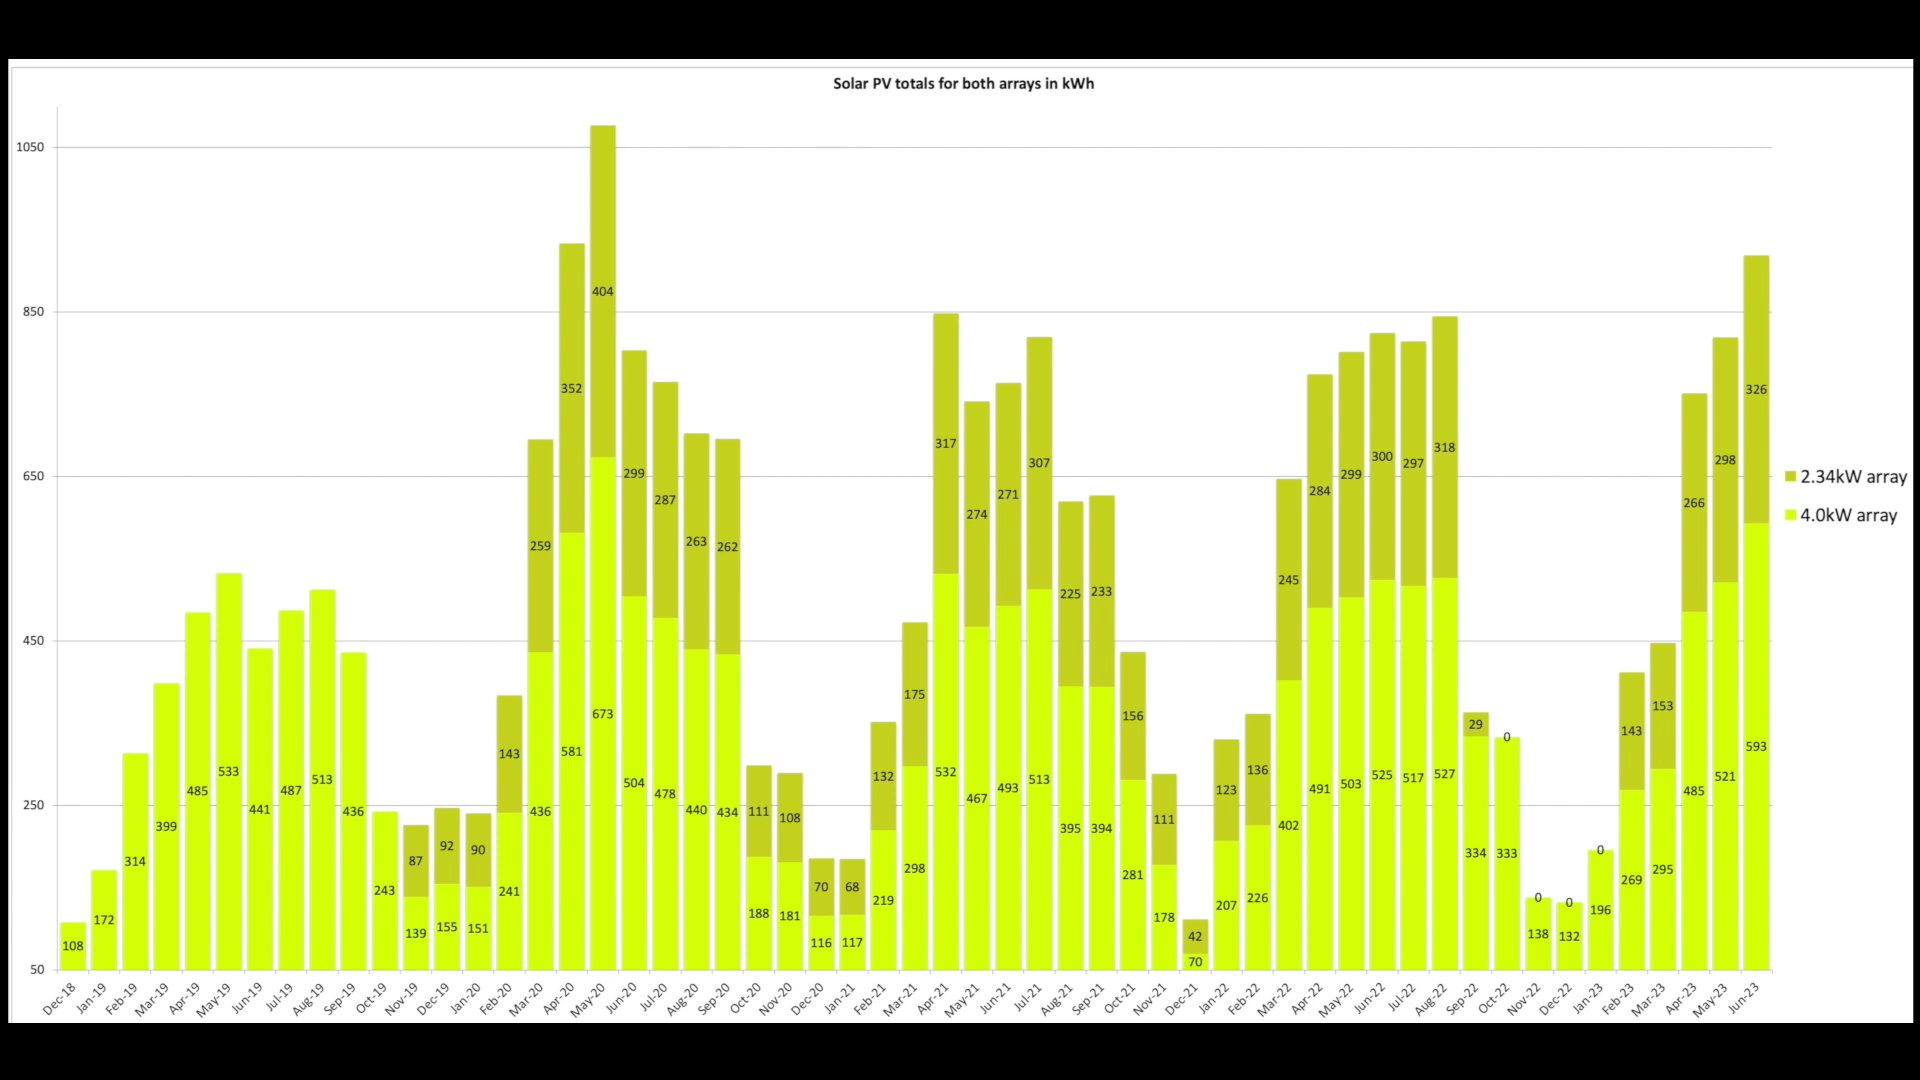 Solar PV totals for both arrays in kWh
1050
850
650
450
250
50
108
172
314
399
485
533
441
487
513
436
243
87
139
92
155
90
151
143
241
259
436
352
581
404
673
299
504
287
478
263
440
262
434
111
188
108
181
70
116
68
117
132
219
175
298
317
532
274
467
271
493
307
513
225
395
233
394
156
281
111
178
42
70
123
207
136
226
245
402
284
491
299
503
300
525
297
517
318
527
29
334
0
333
0
138
0
132
0
196
143
269
153
295
266
485
298
521
326
593
2.34kW array
4.0kW array
Dec-18
Jan-19
Feb-19
Mar-19
Apr-19
May-19
Jun-19
Jul-19
Aug-19
Sep-19
Oct-19
Nov-19
Dec-19
Jan-20
Feb-20
Mar-20
Apr-20
May-20
Jun-20
Jul-20
Aug-20
Sep-20
Oct-20
Nov-20
Dec-20
Jan-21
Feb-21
Mar-21
Apr-21
May-21
Jun-21
Jul-21
Aug-21
Sep-21
Oct-21
Nov-21
Dec-21
Jan-22
Feb-22
Mar-22
Apr-22
May-22
Jun-22
Jul-22
Aug-22
Sep-22
Oct-22
Nov-22
Dec-22
Jan-23
Feb-23
Mar-23
Apr-23
May-23
Jun-23